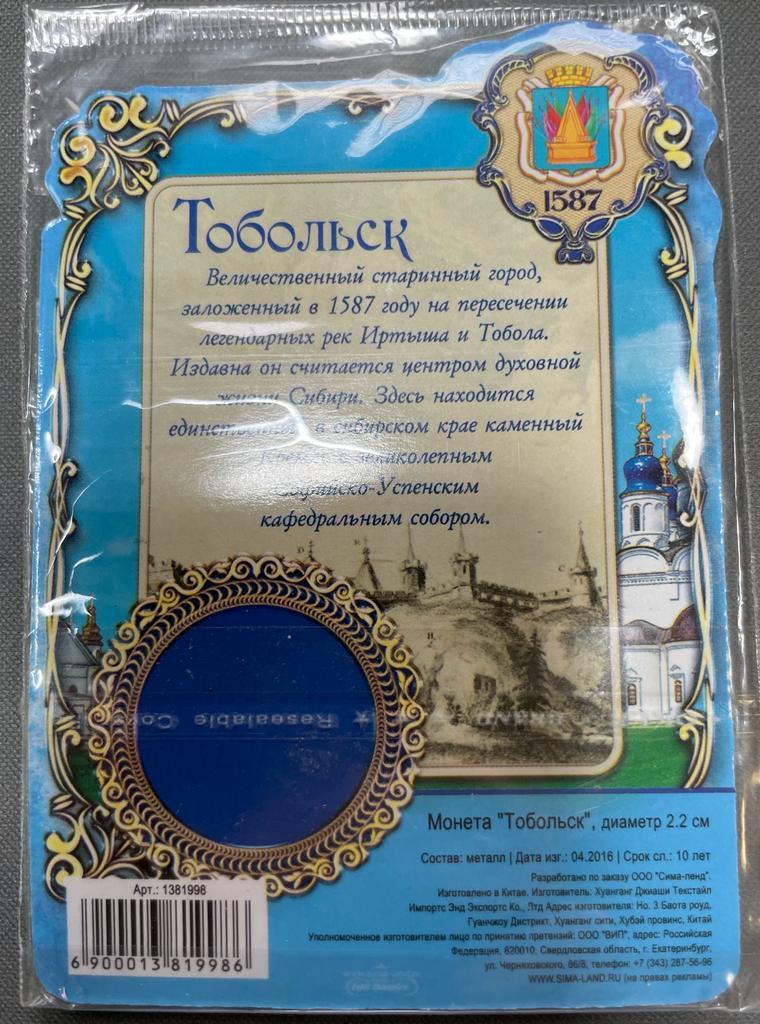 1587
Тобольск
Величественный старинный город,
заложенный в 1587 году на пересечении
легендарных рек Иртыша и Тобола.
Издавна он считается центром духовной
жизни Сибири. Здесь находится
в сибирском крае каменный
великолепным
Софийско-Успенским
кафедральным собором.
Resealable
Монета "Тобольск", диаметр 2.2 см
Состав: металл | Дата изг.: 04.2016 | Срок сл.: 10 лет
Разработано по заказу ООО "Сима-ленд".
Изготовлено в Китае. Изготовитель: Хуанганг Джиаши Текстайл
Импортс Энд Экспортс Ко., Лтд Адрес изготовителя: Но. 3 Баота роуд,
Гуанчжоу Дистрикт, Хуанганг сити, Хубэй провинс, Китай
Уполномоченное изготовителем лицо по принятию претензий: ООО "ВИП", адрес: Российская
Федерация, 620010, Свердловская область, г. Екатеринбург,
ул. Черняховского, 86/8, телефон: +7 (343) 287-56-96
WWW.SIMA-LAND.RU (на правах рекламы)
Арт.: 1381998
6 900013 819986